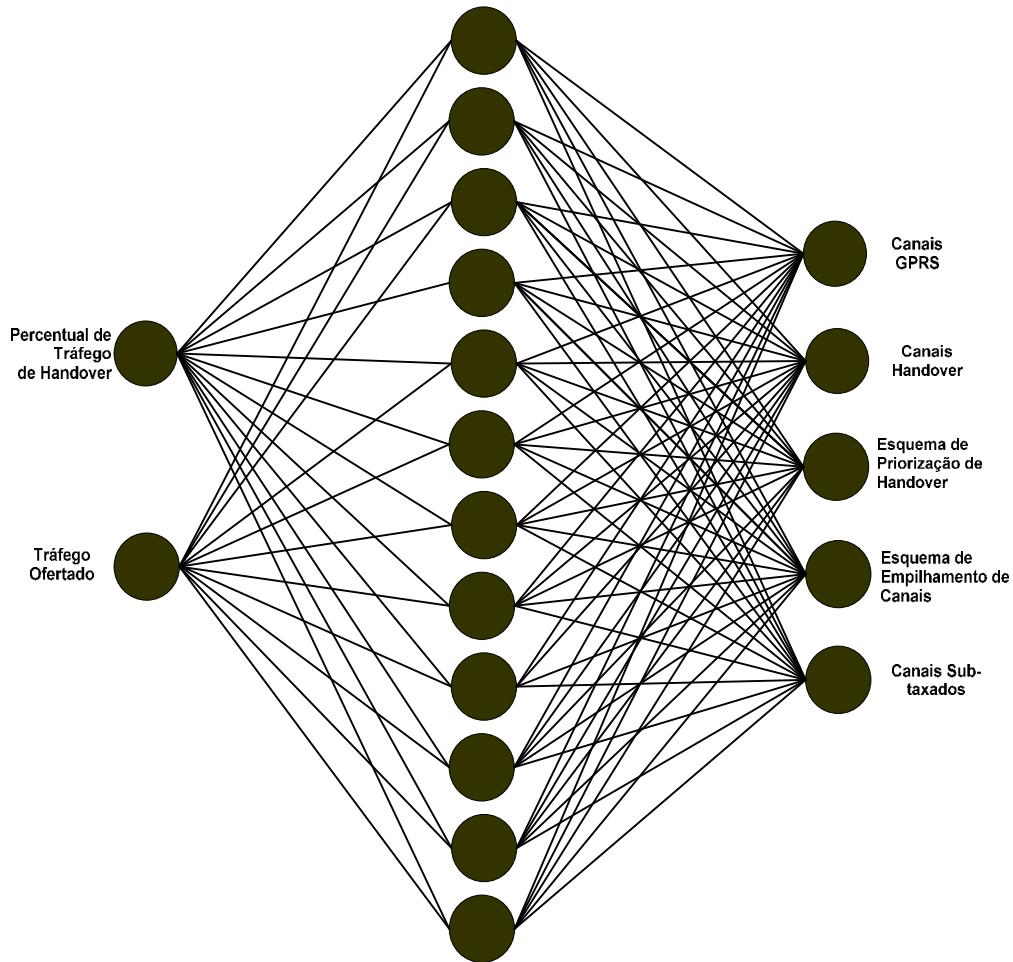 Percentual de
Tráfego
de Handover
Tráfego
Ofertado
Canais
GPRS
Canais
Handover
Esquema de
Priorização de
Handover
Esquema de
Empilhamento de
Canais
Canais Sub-
taxados